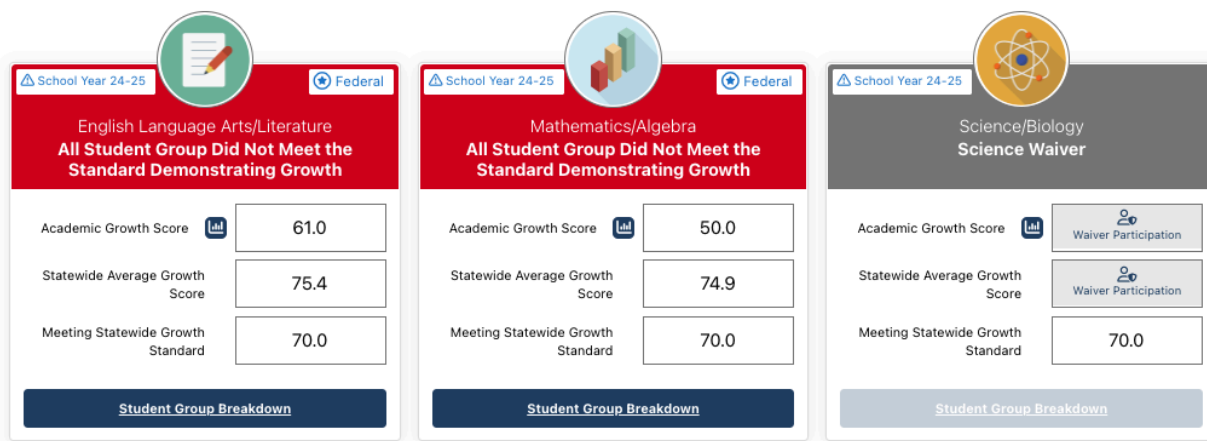 School Year 24-25
Federal
English Language Arts/Literature
All Student Group Did Not Meet the
Standard Demonstrating Growth
Academic Growth Score
61.0
Statewide Average Growth
Score
75.4
Meeting Statewide Growth
Standard
70.0
Student Group Breakdown
School Year 24-25
Federal
Mathematics/Algebra
All Student Group Did Not Meet the
Standard Demonstrating Growth
Academic Growth Score
50.0
Statewide Average Growth
Score
74.9
Meeting Statewide Growth
Standard
70.0
Student Group Breakdown
School Year 24-25
Science/Biology
Science Waiver
Academic Growth Score
Waiver Participation
Statewide Average Growth
Score
Waiver Participation
Meeting Statewide Growth
Standard
70.0
Student Group Breakdown